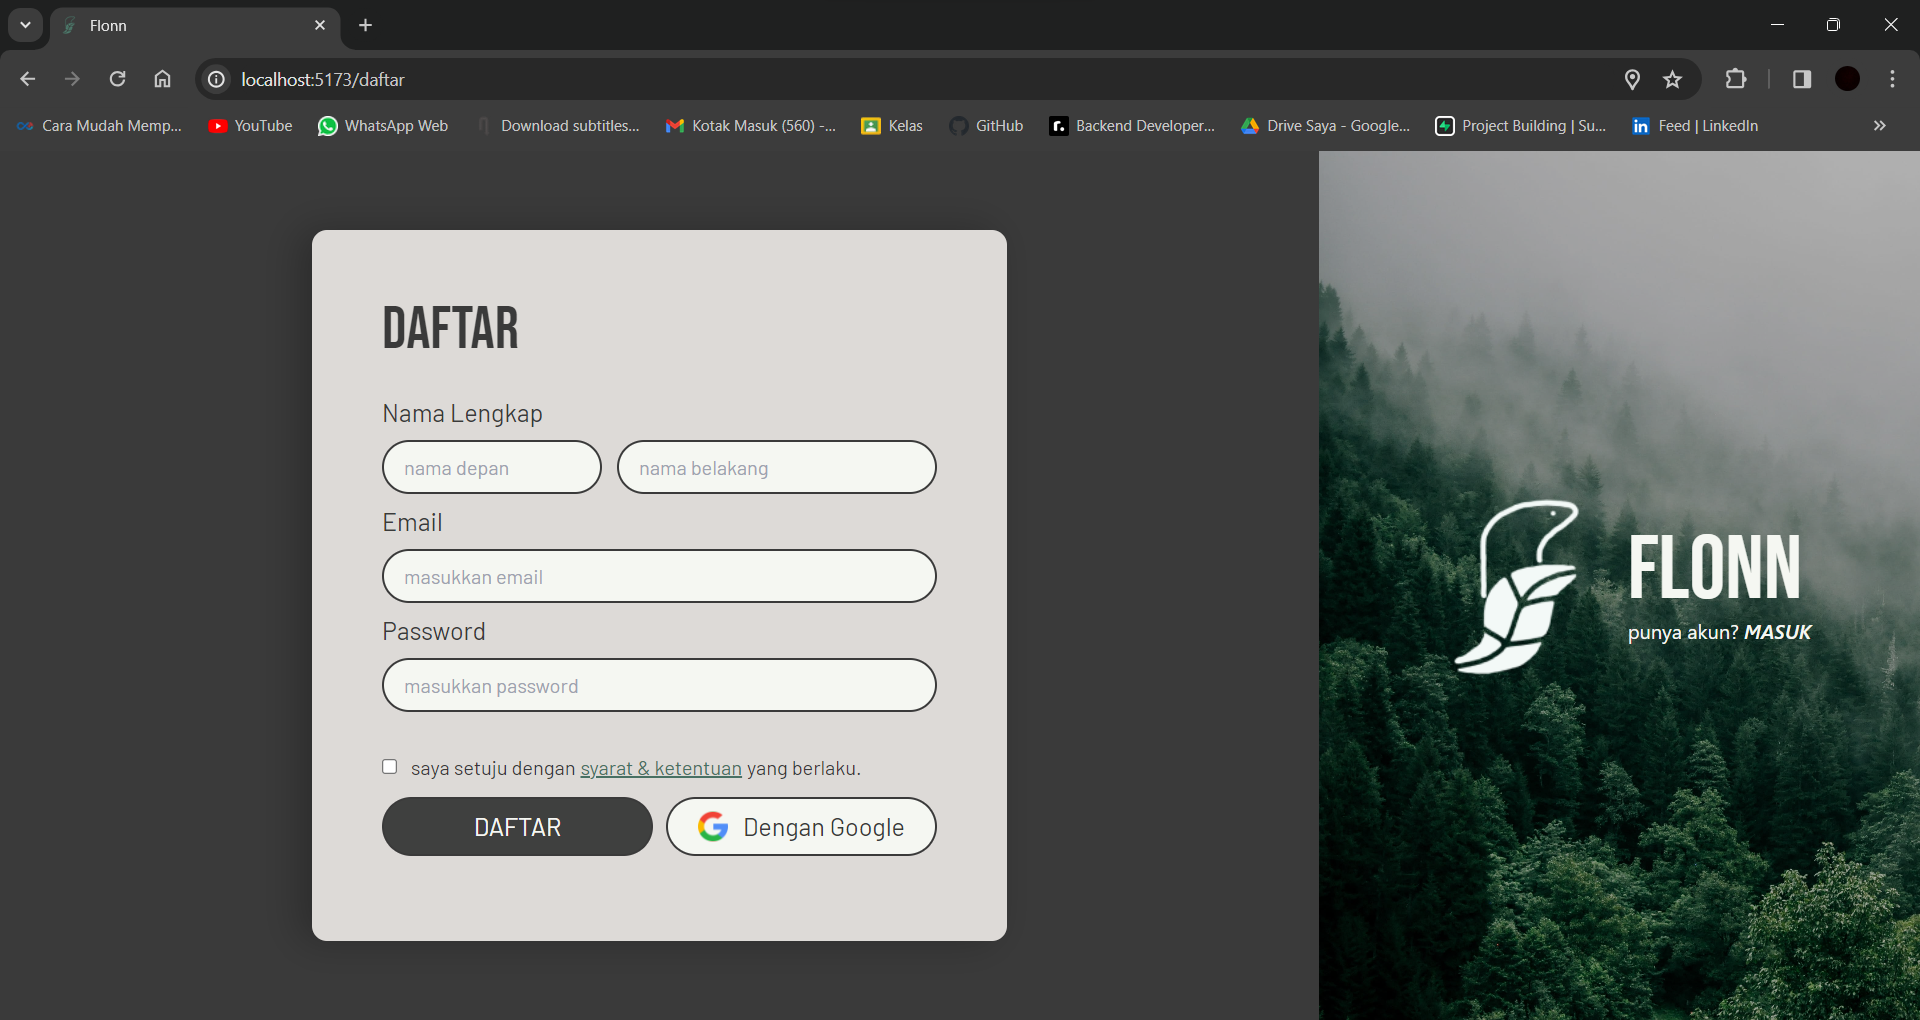 Flonn
localhost:5173/daftar
Cara Mudah Memp...
YouTube
WhatsApp Web
Download subtitles...
Kotak Masuk (560) -...
Kelas
GitHub
Backend Developer...
Drive Saya - Google...
Project Building | Su...
Feed | LinkedIn
DAFTAR
Nama Lengkap
nama depan nama belakang
Email
masukkan email
Password
masukkan password
saya setuju dengan syarat & ketentuan yang berlaku.
DAFTAR Dengan Google
FLONN
punya akun? MASUK